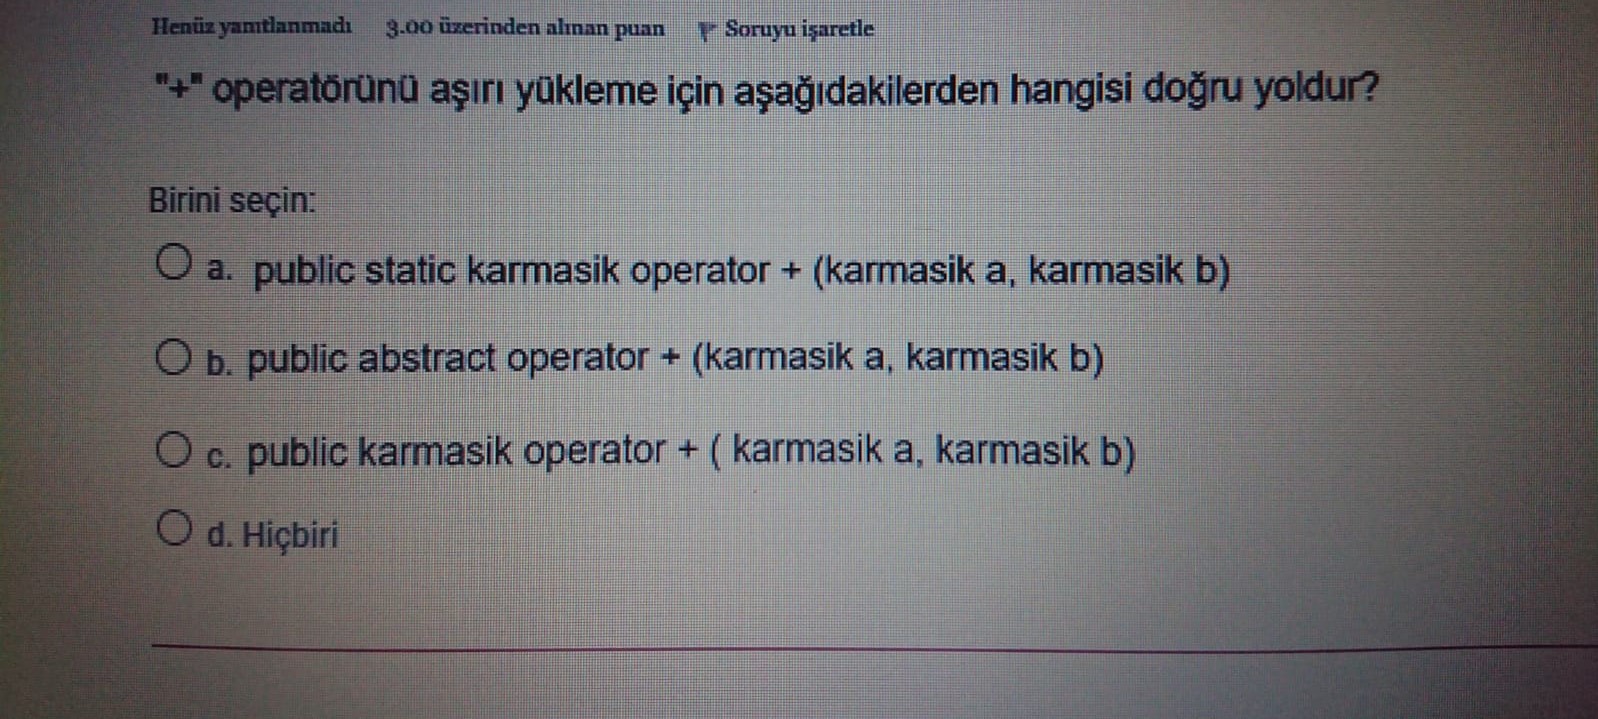 Henüz yanıtlanmadı 3.00 üzerinden alınan puan Soruyu işaretle
"+" operatörünü aşırı yükleme için aşağıdakilerden hangisi doğru yoldur?
Birini seçin:
a. public static karmasik operator + (karmasik a, karmasik b)
b. public abstract operator + (karmasik a, karmasik b)
c. public karmasik operator + ( karmasik a, karmasik b)
d. Hiçbiri